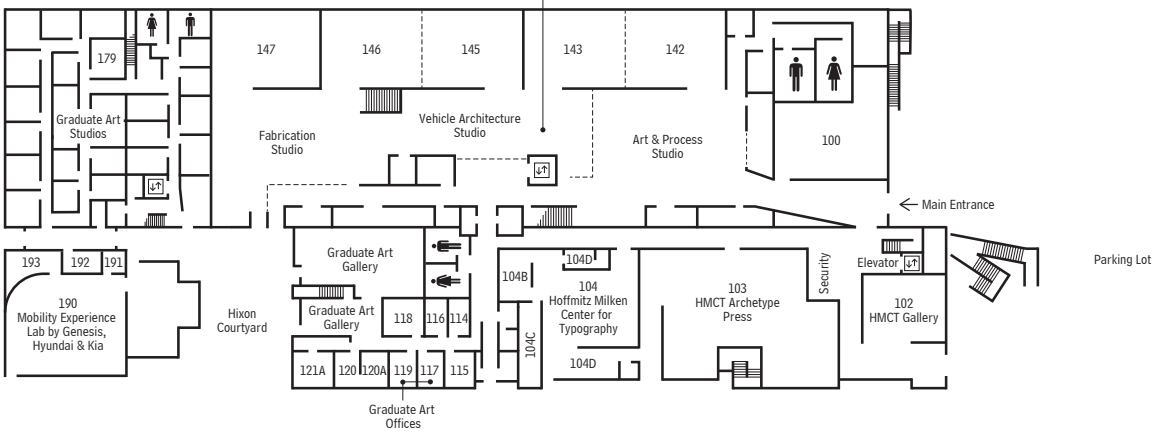 179
147
146
145
143
142
Graduate Art
Studios
Fabrication
Studio
Vehicle Architecture
Studio
Art & Process
Studio
100
Main Entrance
193
192
191
190
Mobility Experience
Lab by Genesis,
Hyundai & Kia
Hixon
Courtyard
Graduate Art
Gallery
Graduate Art
Gallery
118
116
114
121A
120
120A
119
117
115
Graduate Art
Offices
104B
104D
104
Hoffmitz Milken
Center for
Typography
104C
104D
103
HMCT Archetype
Press
Security
Elevator
102
HMCT Gallery
Parking Lot